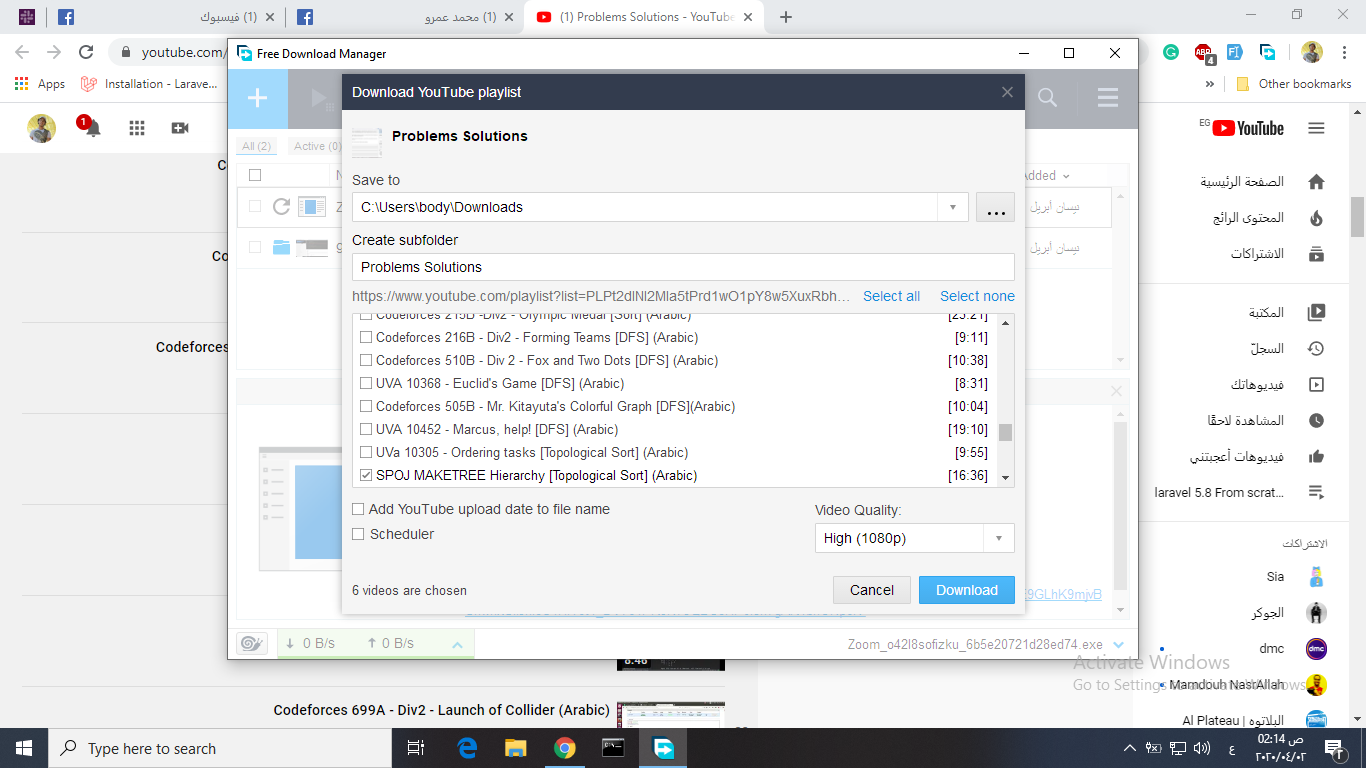 (1) فيسبوك
(1) محمد عمرو
(1) Problems Solutions - YouTube
youtube.com/
Apps
Installation - Larave...
Other bookmarks
Free Download Manager
Download YouTube playlist
All (2)
Active (0)
Added
نيسان ابريل
نيسان ابريل
Problems Solutions
Save to
C:\Users\body\Downloads
...
Create subfolder
Problems Solutions
https://www.youtube.com/playlist?list=PLPt2dlNl2Mla5tPrd1wO1pY8w5XuxRbh...
Select all
Select none
Codeforces 215B -Div2 - Olympic Medal [Sort] (Arabic) [23:21]
Codeforces 216B - Div2 - Forming Teams [DFS] (Arabic) [9:11]
Codeforces 510B - Div 2 - Fox and Two Dots [DFS] (Arabic) [10:38]
UVA 10368 - Euclid's Game [DFS] (Arabic) [8:31]
Codeforces 505B - Mr. Kitayuta's Colorful Graph [DFS](Arabic) [10:04]
UVA 10452 - Marcus, help! [DFS] (Arabic) [19:10]
UVa 10305 - Ordering tasks [Topological Sort] (Arabic) [9:55]
SPOJ MAKETREE Hierarchy [Topological Sort] (Arabic) [16:36]
Add YouTube upload date to file name
Scheduler
Video Quality:
High (1080p)
6 videos are chosen
Cancel
Download
9GLhK9mjvB
0 B/s
0 B/s
Zoom_o42l8sofizku_6b5e20721d28ed74.exe
1
Co
Codeforces
8:46
Codeforces 699A - Div2 - Launch of Collider (Arabic)
EG
YouTube
الصفحة الرئيسية
المحتوى الرائج
الاشتراكات
المكتبة
السجلّ
فيديوهاتك
المشاهدة لاحقًا
فيديوهات أعجبتني
laravel 5.8 From scrat...
الاشتراكات
Sia
الجوكر
dmc
Mamdouh NasrAllah
Al Plateau | البلاتوه
Activate Windows
Go to Settings to activate Windows.
Type here to search
ع
02:14 ص
٢٠٢٠/٠٤/٠٢